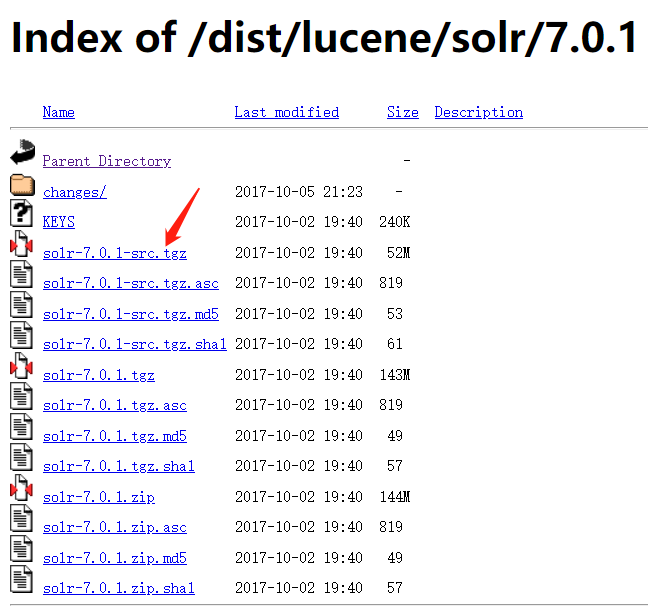 Index of /dist/lucene/solr/7.0.1
Name Last modified Size Description
Parent Directory -
changes/ 2017-10-05 21:23 -
KEYS 2017-10-02 19:40 240K
solr-7.0.1-src.tgz 2017-10-02 19:40 52M
solr-7.0.1-src.tgz.asc 2017-10-02 19:40 819
solr-7.0.1-src.tgz.md5 2017-10-02 19:40 53
solr-7.0.1-src.tgz.sha1 2017-10-02 19:40 61
solr-7.0.1.tgz 2017-10-02 19:40 143M
solr-7.0.1.tgz.asc 2017-10-02 19:40 819
solr-7.0.1.tgz.md5 2017-10-02 19:40 49
solr-7.0.1.tgz.sha1 2017-10-02 19:40 57
solr-7.0.1.zip 2017-10-02 19:40 144M
solr-7.0.1.zip.asc 2017-10-02 19:40 819
solr-7.0.1.zip.md5 2017-10-02 19:40 49
solr-7.0.1.zip.sha1 2017-10-02 19:40 57